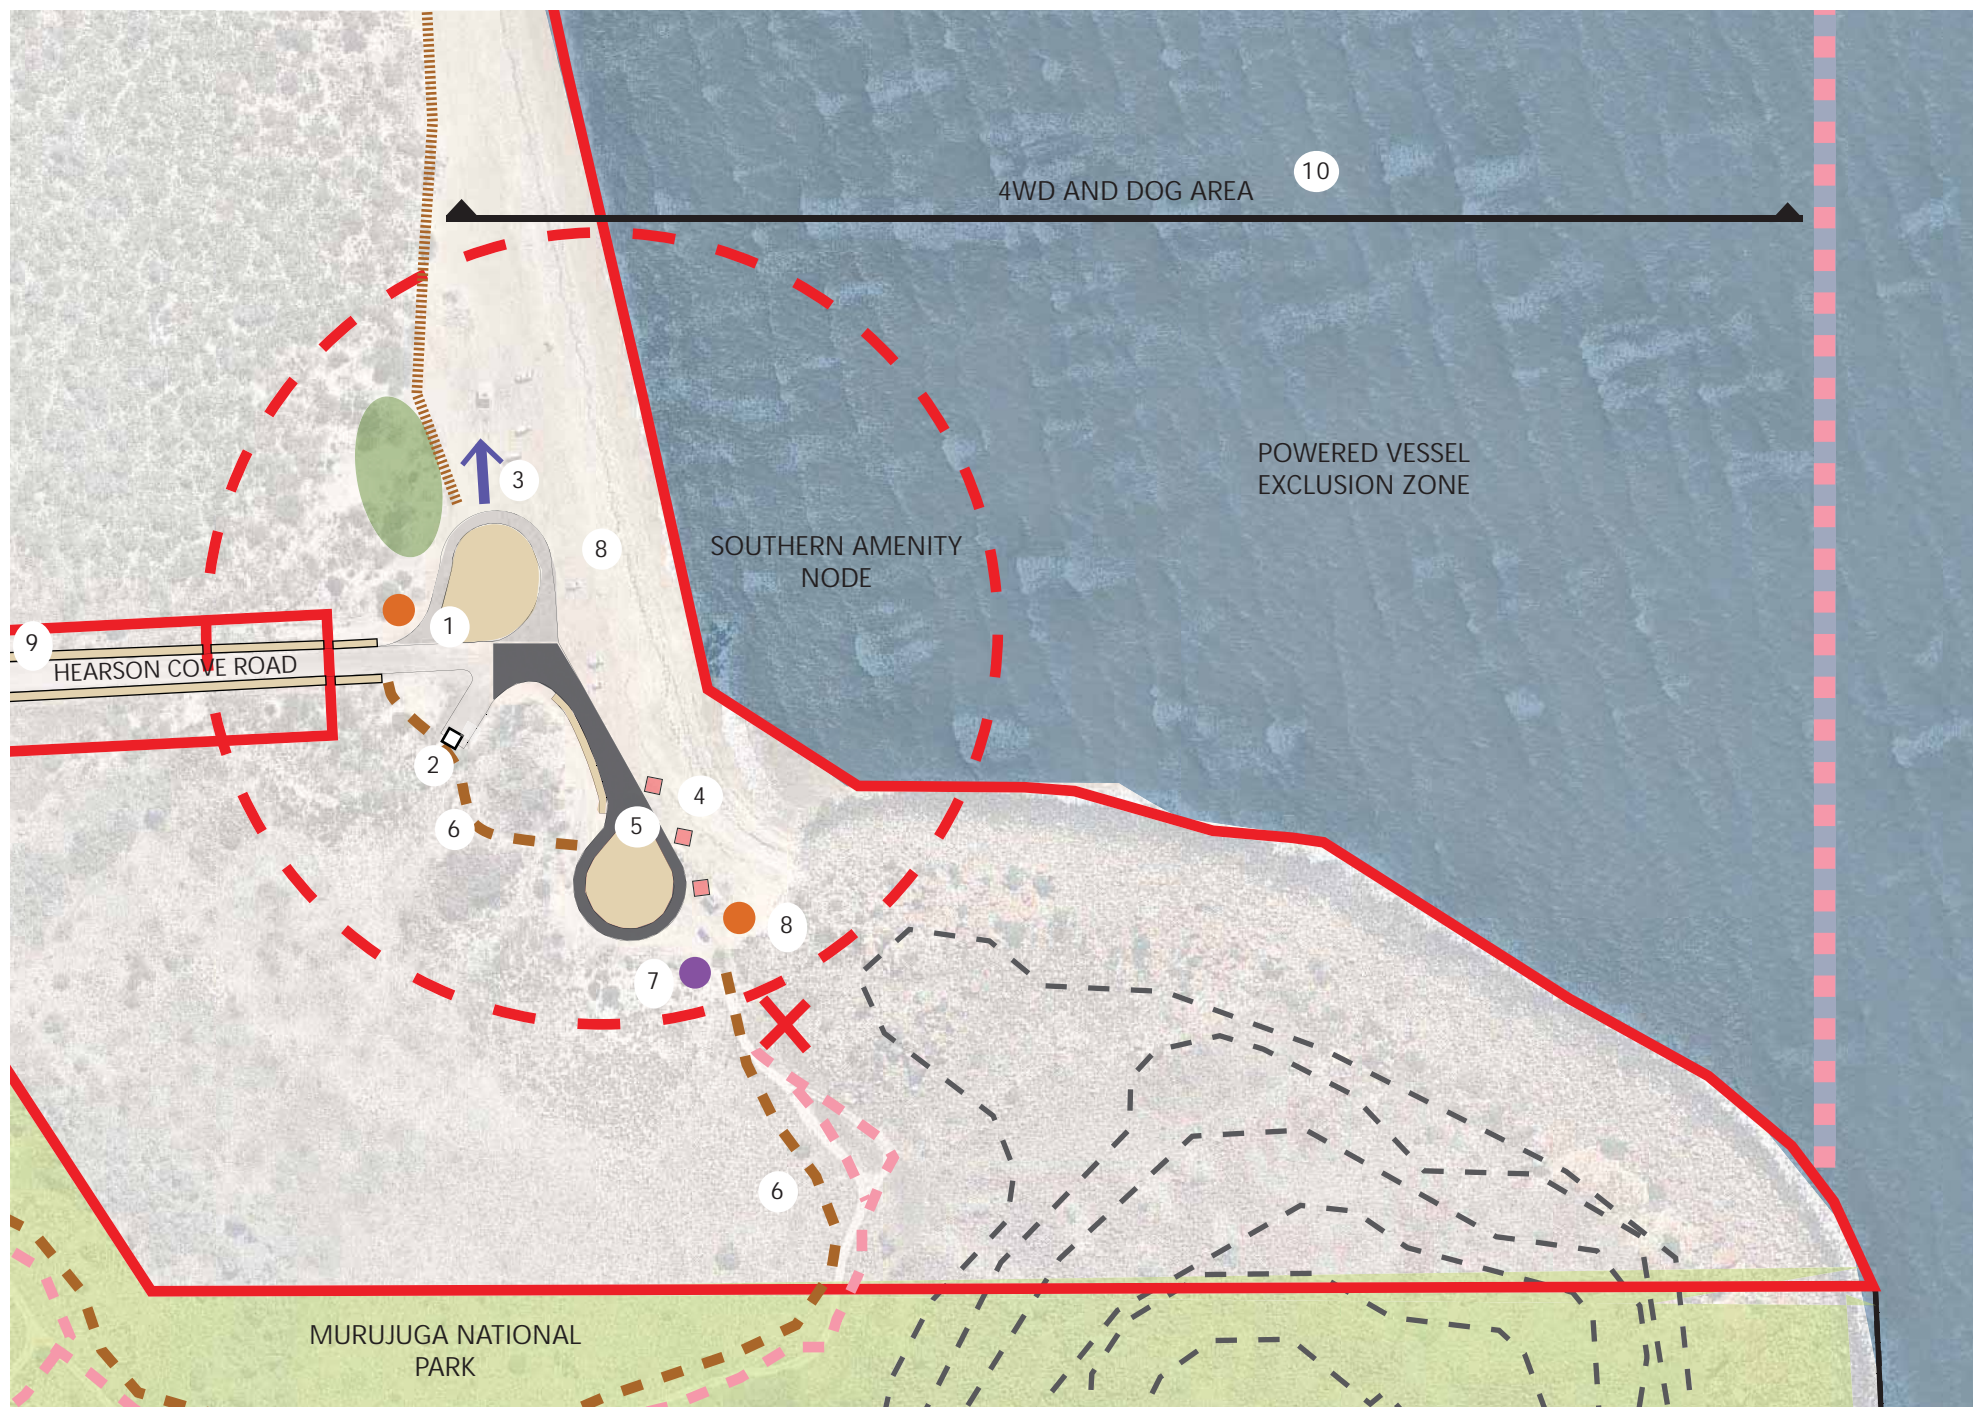 10
4WD AND DOG AREA
POWERED VESSEL
EXCLUSION ZONE
3
8
SOUTHERN AMENITY
NODE
1
9
HEARSON COVE ROAD
2
4
5
6
8
7
6
MURUJUGA NATIONAL
PARK